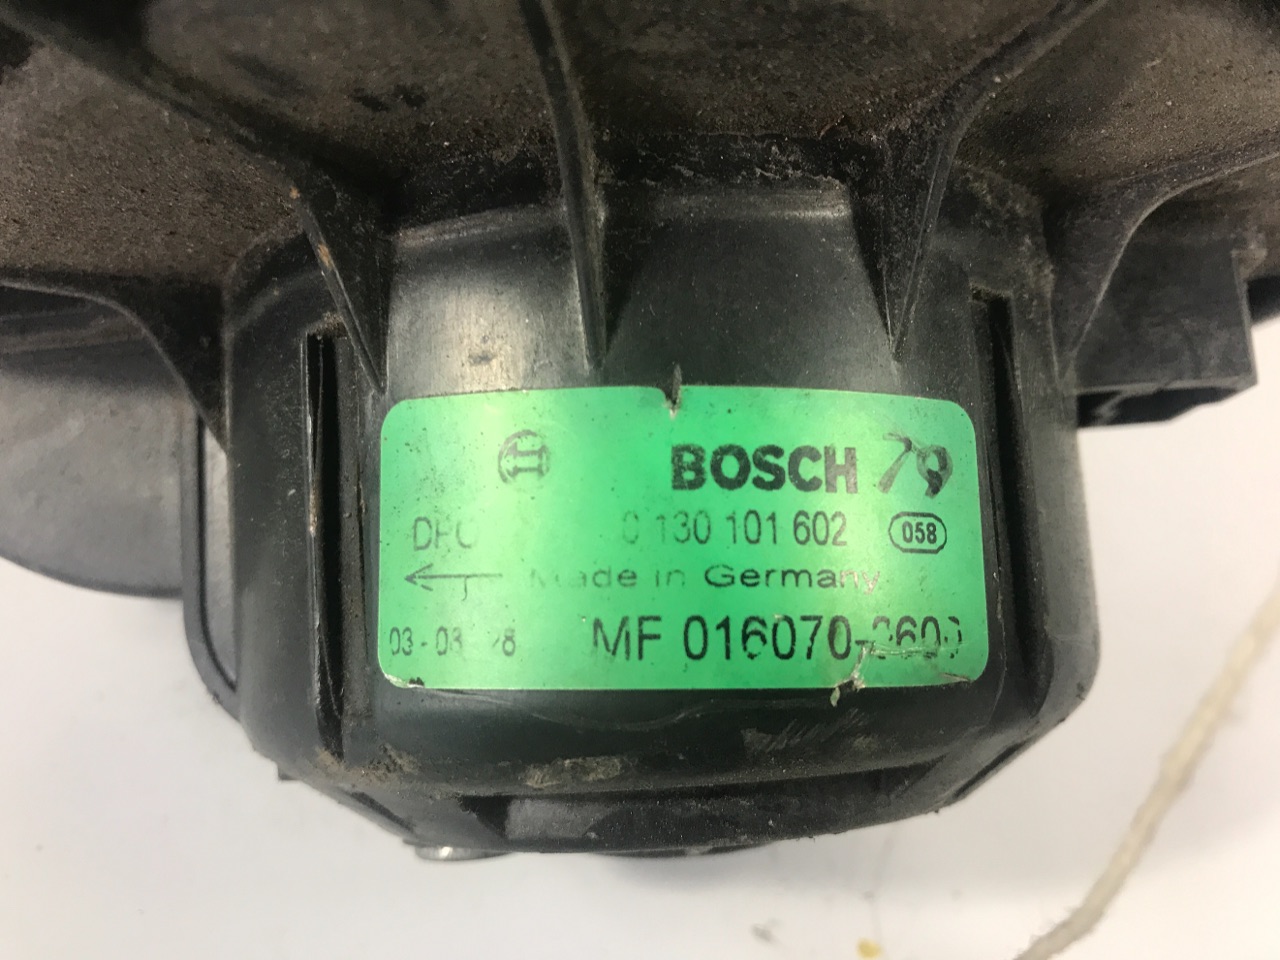 BOSCH 79
0 130 101 602 058
Made in Germany
MF 016070-